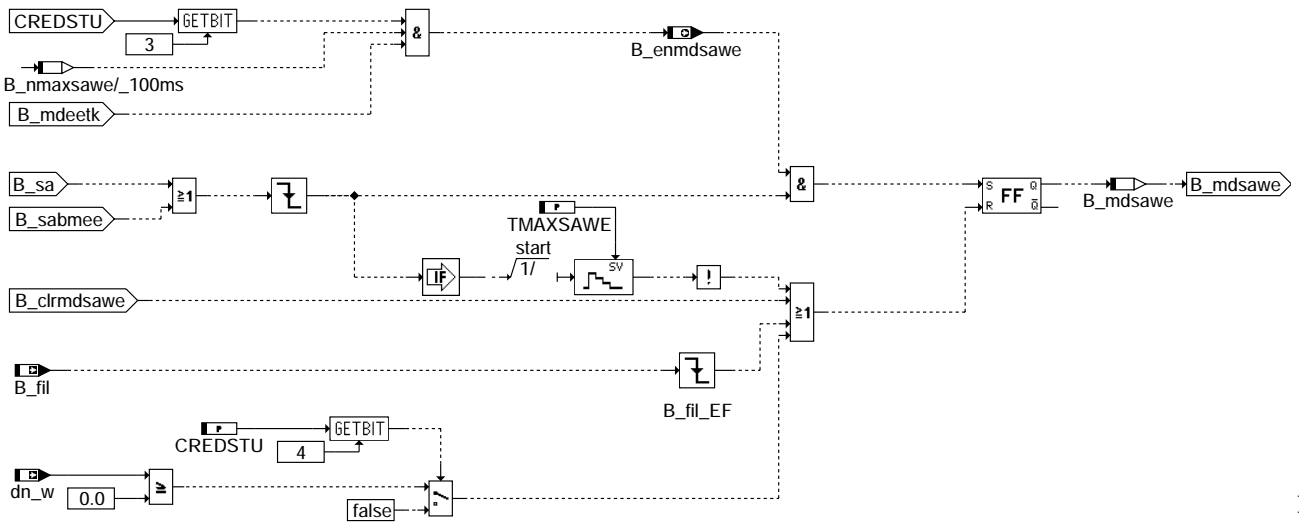 CREDSTU
GETBIT
3
&
B_enmdsawe
B_nmaxsawe/_100ms
B_mdeetk
B_sa
≥1
B_sabmee
&
S Q
FF
R Q̅
B_mdsawe
B_mdsawe
P
TMAXSAWE
start
1/
IF
SV
!
B_clrmdsawe
≥1
B_fil
B_fil_EF
P
CREDSTU
GETBIT
4
dn_w
0.0
≥
false